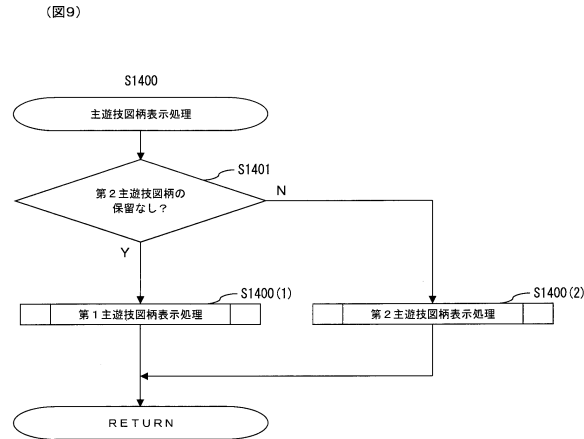 (図9)
S1400
主遊技図柄表示処理
S1401
第2主遊技図柄の
保留なし？
N
Y
S1400(1)
第1主遊技図柄表示処理
S1400(2)
第2主遊技図柄表示処理
RETURN